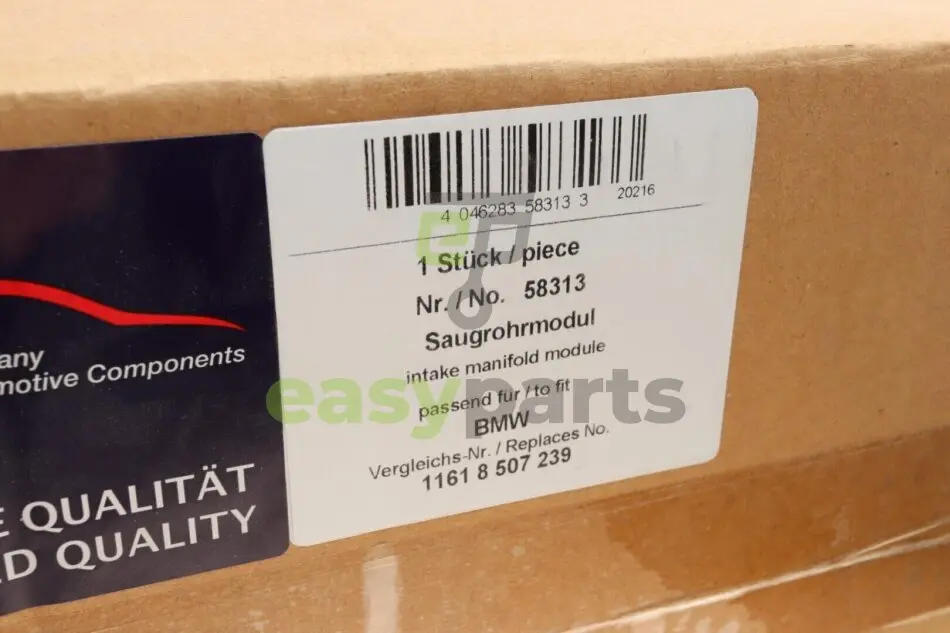 4 046283 58313 3
20216
1 Stück / piece
Nr. / No. 58313
Saugrohrmodul
intake manifold module
passend für / to fit
BMW
Vergleichs-Nr. / Replaces No.
1161 8 507 239
any
motive Components
E QUALITÄT
D QUALITY
easyparts